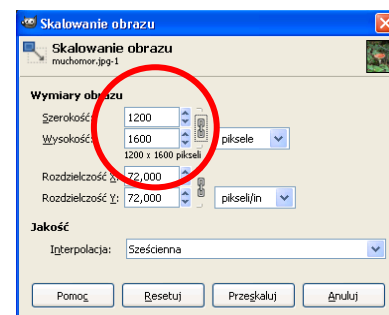 Skalowanie obrazu
Skalowanie obrazu
muchomor.jpg-1
Wymiary obrazu
Szerokość: 1200
Wysokość: 1600 piksele
1200 x 1600 pikseli
Rozdzielczość X: 72,000
Rozdzielczość Y: 72,000 pikseli/in
Jakość
Interpolacja: Sześcienna
Pomoc Resetuj Przeskaluj Anuluj